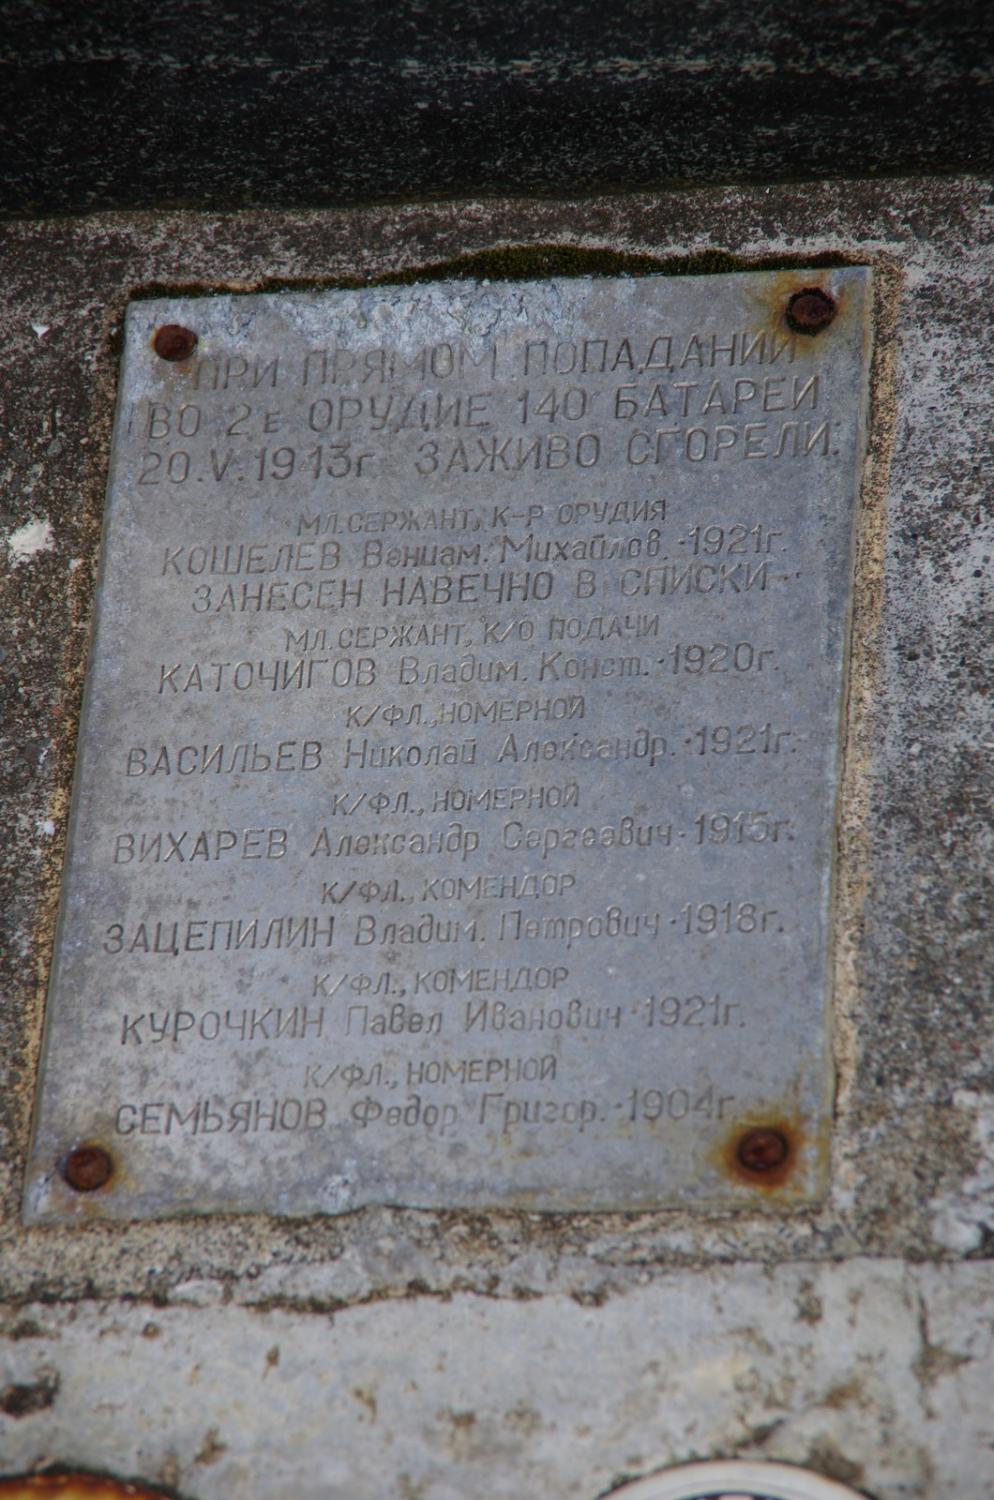 ПРИ ПРЯМОМ ПОПАДАНИИ
ВО 2е ОРУДИЕ 140 БАТАРЕИ
20.V.1943г. ЗАЖИВО СГОРЕЛИ:
МЛ.СЕРЖАНТ, К-Р ОРУДИЯ
КОШЕЛЕВ Вениам. Михайлов. · 1921г.
ЗАНЕСЕН НАВЕЧНО В СПИСКИ
МЛ.СЕРЖАНТ, К/О ПОДАЧИ
КАТОЧИГОВ Владим. Конст. · 1920г.
К/ФЛ., НОМЕРНОЙ
ВАСИЛЬЕВ Николай Александр. · 1921г.
К/ФЛ., НОМЕРНОЙ
ВИХАРЕВ Александр Сергеевич · 1915г.
К/ФЛ., КОМЕНДОР
ЗАЦЕПИЛИН Владим. Петрович · 1918г.
К/ФЛ., КОМЕНДОР
КУРОЧКИН Павел Иванович · 1921г.
К/ФЛ., НОМЕРНОЙ
СЕМЬЯНОВ Федор Григор. · 1904г.